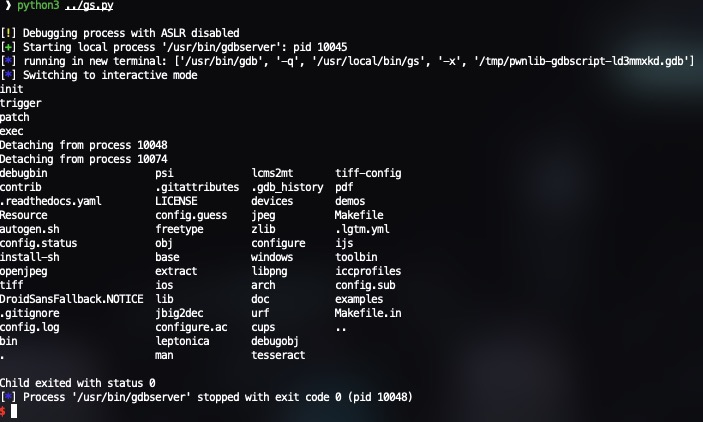 ❯ python3 ../gs.py
[!] Debugging process with ASLR disabled
[+] Starting local process '/usr/bin/gdbserver': pid 10045
[*] running in new terminal: ['/usr/bin/gdb', '-q', '/usr/local/bin/gs', '-x', '/tmp/pwnlib-gdbscript-ld3mmxkd.gdb']
[*] Switching to interactive mode
init
trigger
patch
exec
Detaching from process 10048
Detaching from process 10074
debugbin psi lcms2mt tiff-config
contrib .gitattributes .gdb_history pdf
.readthedocs.yaml LICENSE devices demos
Resource config.guess jpeg Makefile
autogen.sh freetype zlib .lgtm.yml
config.status obj configure ijs
install-sh base windows toolbin
openjpeg extract libpng iccprofiles
tiff ios arch config.sub
DroidSansFallback.NOTICE lib doc examples
.gitignore jbig2dec urf Makefile.in
config.log configure.ac cups ..
bin leptonica debugobj
. man tesseract
Child exited with status 0
[*] Process '/usr/bin/gdbserver' stopped with exit code 0 (pid 10048)
$